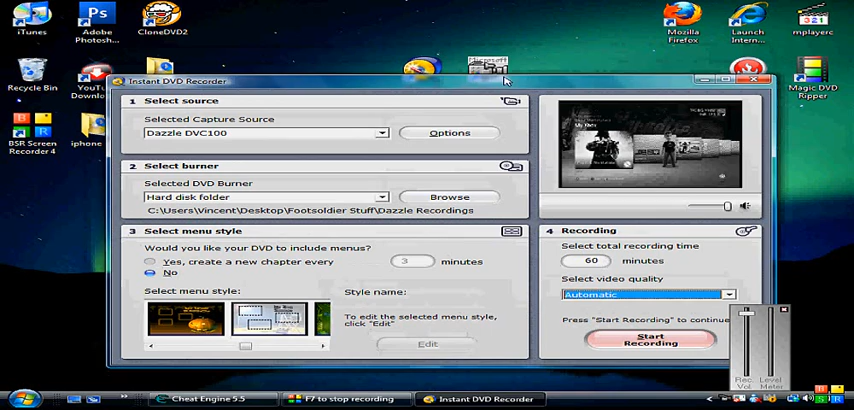 iTunes
Adobe Photosh...
CloneDVD2
Mozilla Firefox
Launch Intern...
mplayerc
Recycle Bin
YouTu Downloa...
Magic DVD Ripper
BSR Screen Recorder 4
iphone
Instant DVD Recorder
1 Select source
Selected Capture Source
Dazzle DVC100
Options
2 Select burner
Selected DVD Burner
Hard disk folder
Browse
C:\Users\Vincent\Desktop\Footsoldier Stuff\Dazzle Recordings
3 Select menu style
Would you like your DVD to include menus?
Yes, create a new chapter every 3 minutes
No
Select menu style:
Style name:
To edit the selected menu style, click "Edit"
Edit
4 Recording
Select total recording time
60 minutes
Select video quality
Automatic
Press "Start Recording" to continue
Start Recording
Rec. Vol
Level Meter
Cheat Engine 5.5
F7 to stop recording
Instant DVD Recorder